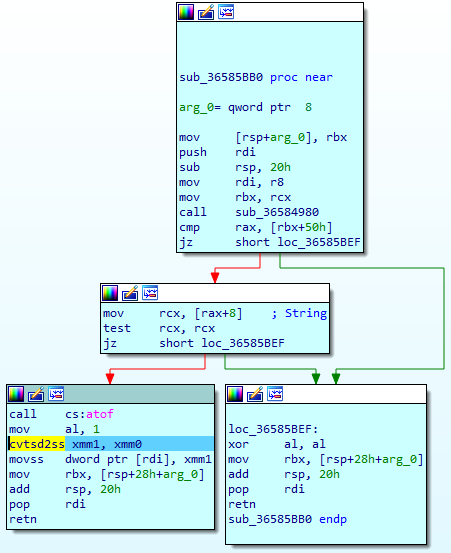 sub_36585BB0 proc near
arg_0= qword ptr  8
mov     [rsp+arg_0], rbx
push    rdi
sub     rsp, 20h
mov     rdi, r8
mov     rbx, rcx
call    sub_36584980
cmp     rax, [rbx+50h]
jz      short loc_36585BEF
mov     rcx, [rax+8]    ; String
test    rcx, rcx
jz      short loc_36585BEF
call    cs:atof
mov     al, 1
cvtsd2ss xmm1, xmm0
movss   dword ptr [rdi], xmm1
mov     rbx, [rsp+28h+arg_0]
add     rsp, 20h
pop     rdi
retn
loc_36585BEF:
xor     al, al
mov     rbx, [rsp+28h+arg_0]
add     rsp, 20h
pop     rdi
retn
sub_36585BB0 endp